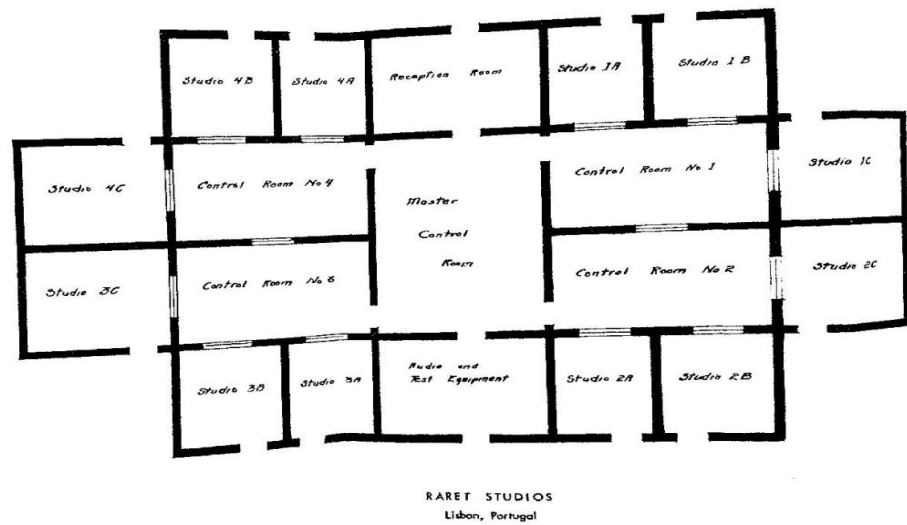 Studio 4B
Studio 4A
Reception Room
Studio 1A
Studio 1B
Studio 4C
Control Room No 4
Master
Control
Room
Control Room No 1
Studio 1C
Studio 3C
Control Room No 3
Control Room No 2
Studio 2C
Studio 3B
Studio 3A
Audio and
Test Equipment
Studio 2A
Studio 2B
RARET STUDIOS
Lisbon, Portugal